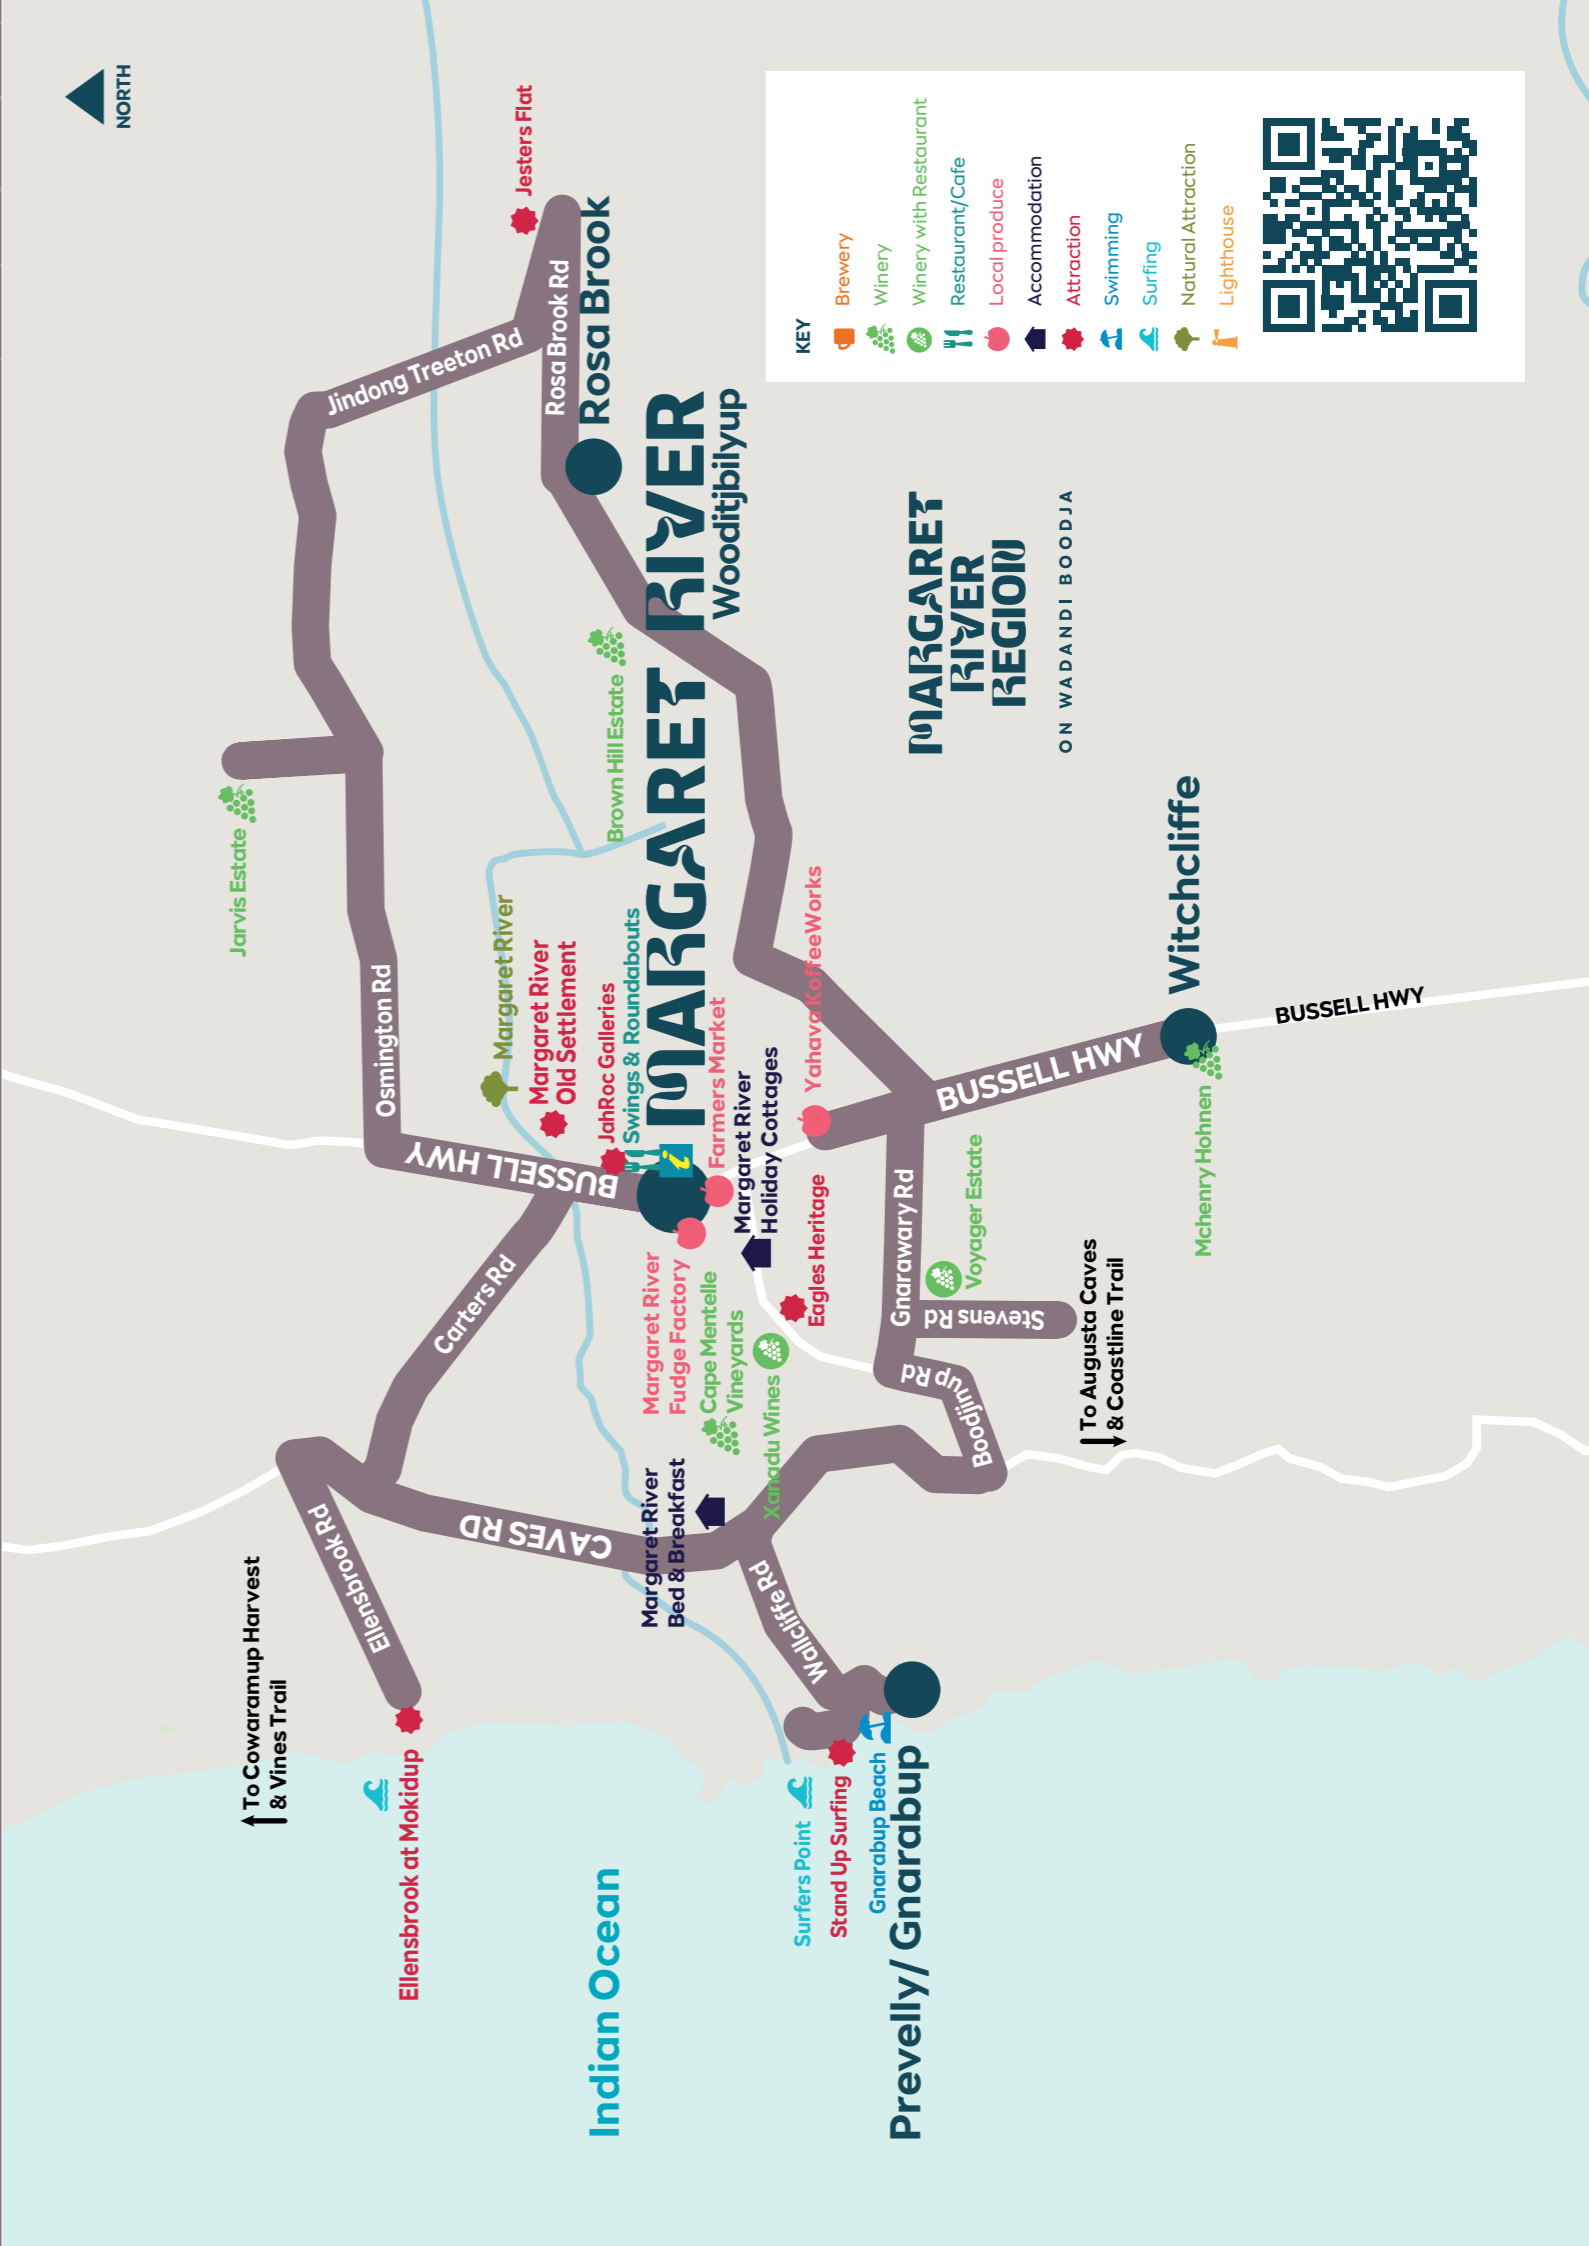 NORTH
Jesters Flat
Rosa Brook Rd
Rosa Brook
Jindong Treeton Rd
Jarvis Estate
Osmington Rd
Brown Hill Estate
MARGARET RIVER
Wooditjbilyup
Margaret River
Margaret River
Old Settlement
JahRoc Galleries
Swings & Roundabouts
i
Farmers Market
BUSSELL HWY
Carters Rd
Margaret River
Fudge Factory
Margaret River
Holiday Cottages
Yahava KoffeeWorks
Eagles Heritage
Cape Mentelle
Vineyards
Xanadu Wines
Margaret River
Bed & Breakfast
CAVES RD
Ellensbrook Rd
To Cowaramup Harvest
& Vines Trail
Ellensbrook at Mokidup
Indian Ocean
Wallcliffe Rd
Surfers Point
Stand Up Surfing
Gnarabup Beach
Prevelly/ Gnarabup
Boodjinup Rd
Gnarawary Rd
Stevens Rd
Voyager Estate
To Augusta Caves
& Coastline Trail
BUSSELL HWY
Witchcliffe
Mchenry Hohnen
BUSSELL HWY
MARGARET
RIVER
REGION
ON WADANDI BOODJA
KEY
Brewery
Winery
Winery with Restaurant
Restaurant/Cafe
Local produce
Accommodation
Attraction
Swimming
Surfing
Natural Attraction
Lighthouse